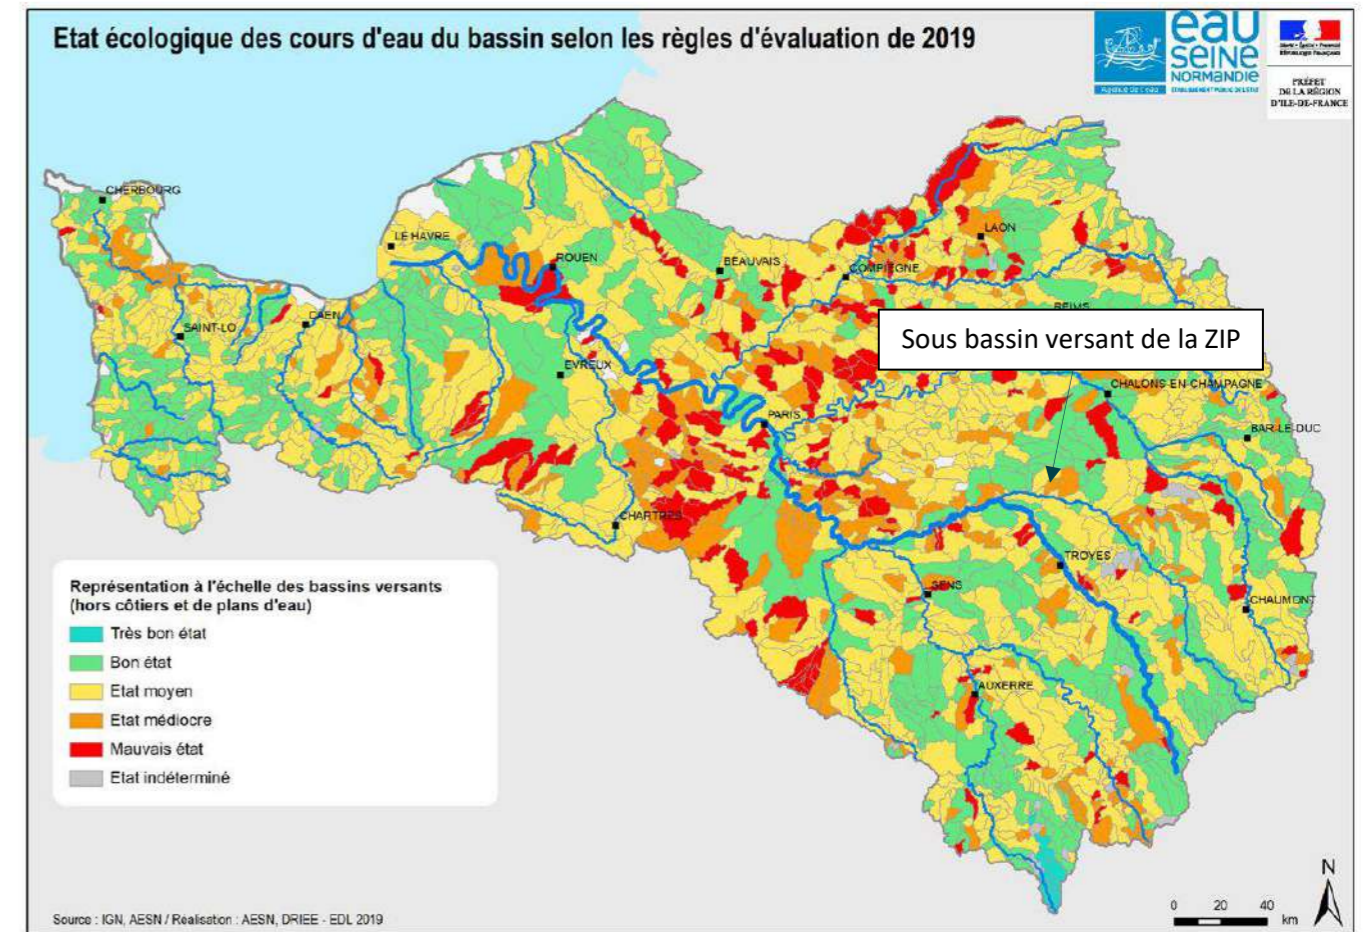 Etat écologique des cours d'eau du bassin selon les règles d'évaluation de 2019
eau
SEINE
NORMANDIE
PRÉFET
DE LA RÉGION
D'ILE-DE-FRANCE
CHERBOURG
LE HAVRE
ROUEN
BEAUVAIS
COMPIEGNE
LAON
REIMS
SAINT-LO
CAEN
EVREUX
Sous bassin versant de la ZIP
CHALONS EN CHAMPAGNE
PARIS
BAR-LE-DUC
CHARTRES
TROYES
SENS
CHAUMONT
AUXERRE
Représentation à l'échelle des bassins versants
(hors côtiers et de plans d'eau)
Très bon état
Bon état
Etat moyen
Etat médiocre
Mauvais état
Etat indéterminé
N
0 20 40
km
Source : IGN, AESN / Réalisation : AESN, DRIEE - EDL 2019